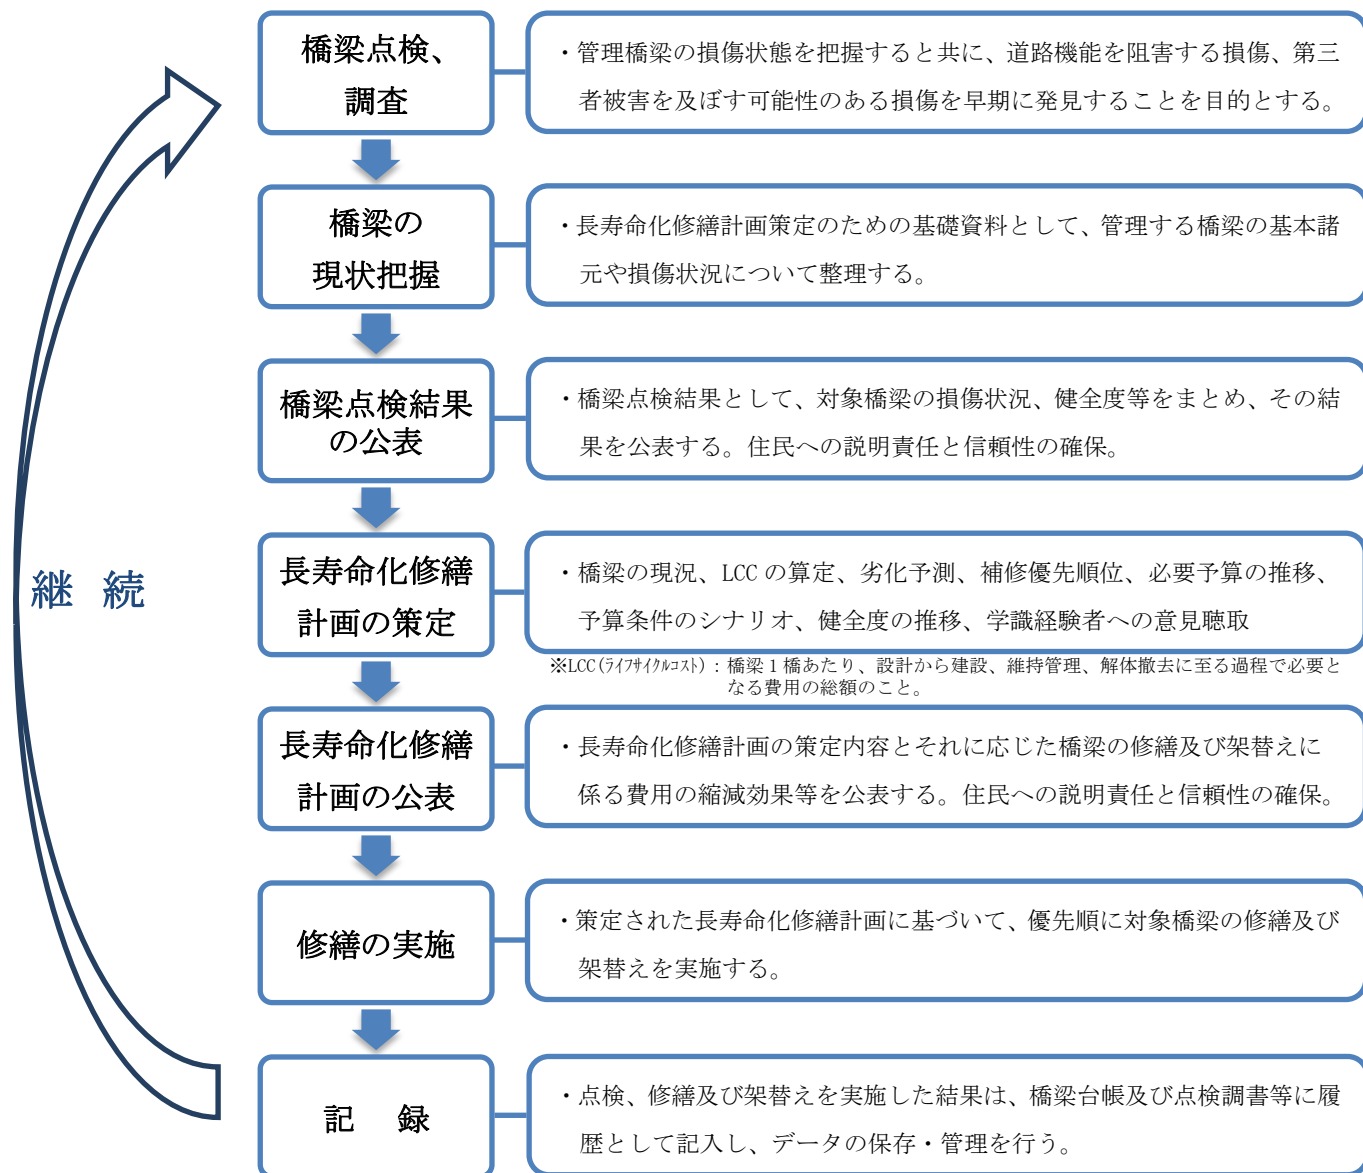 橋梁点検、
調査
・管理橋梁の損傷状態を把握すると共に、道路機能を阻害する損傷、第三
者被害を及ぼす可能性のある損傷を早期に発見することを目的とする。
橋梁の
現状把握
・長寿命化修繕計画策定のための基礎資料として、管理する橋梁の基本諸
元や損傷状況について整理する。
橋梁点検結果
の公表
・橋梁点検結果として、対象橋梁の損傷状況、健全度等をまとめ、その結
果を公表する。住民への説明責任と信頼性の確保。
継 続
長寿命化修繕
計画の策定
・橋梁の現況、LCC の算定、劣化予測、補修優先順位、必要予算の推移、
予算条件のシナリオ、健全度の推移、学識経験者への意見聴取
※LCC(ﾗｲﾌｻｲｸﾙｺｽﾄ)：橋梁 1 橋あたり、設計から建設、維持管理、解体撤去に至る過程で必要と
なる費用の総額のこと。
長寿命化修繕
計画の公表
・長寿命化修繕計画の策定内容とそれに応じた橋梁の修繕及び架替えに
係る費用の縮減効果等を公表する。住民への説明責任と信頼性の確保。
修繕の実施
・策定された長寿命化修繕計画に基づいて、優先順に対象橋梁の修繕及び
架替えを実施する。
記 録
・点検、修繕及び架替えを実施した結果は、橋梁台帳及び点検調書等に履
歴として記入し、データの保存・管理を行う。